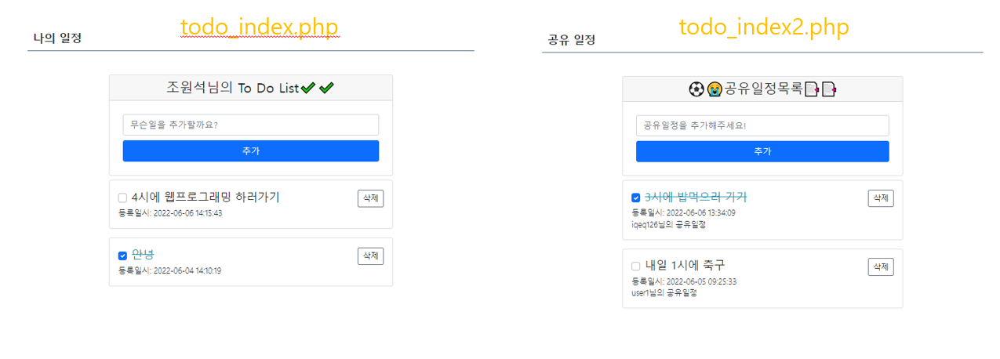 todo_index.php
나의 일정
조원석님의 To Do List✔✔
무슨일을 추가할까요?
추가
4시에 웹프로그래밍 하러가기
삭제
등록일시: 2022-06-06 14:15:43
안녕
삭제
등록일시: 2022-06-04 14:10:19
todo_index2.php
공유 일정
⚽😭공유일정목록📑📑
공유일정을 추가해주세요!
추가
3시에 밥먹으러 가기
삭제
등록일시: 2022-06-06 13:34:09
iqeq126님의 공유일정
내일 1시에 축구
삭제
등록일시: 2022-06-05 09:25:33
user1님의 공유일정